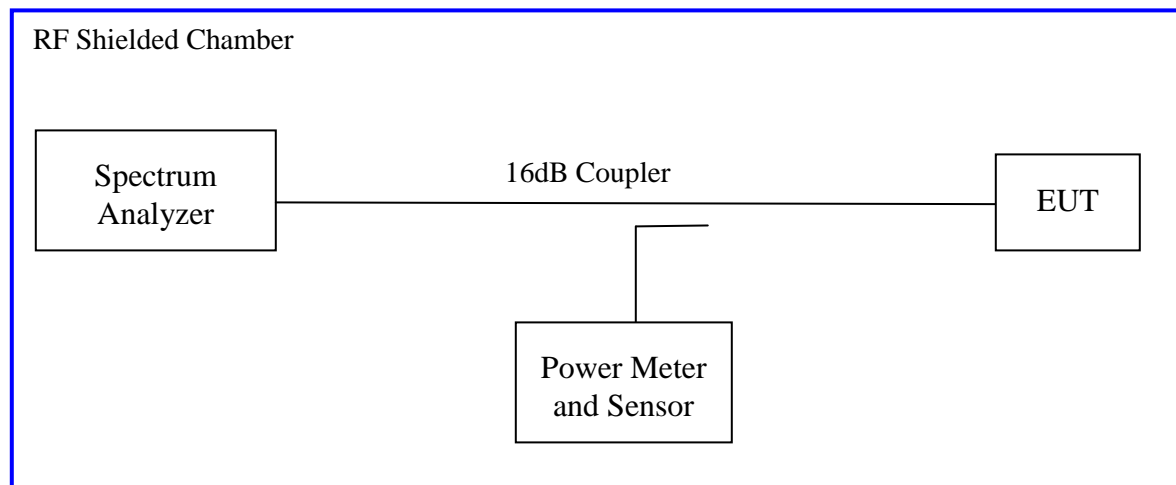 RF Shielded Chamber
Spectrum
Analyzer
16dB Coupler
EUT
Power Meter
and Sensor